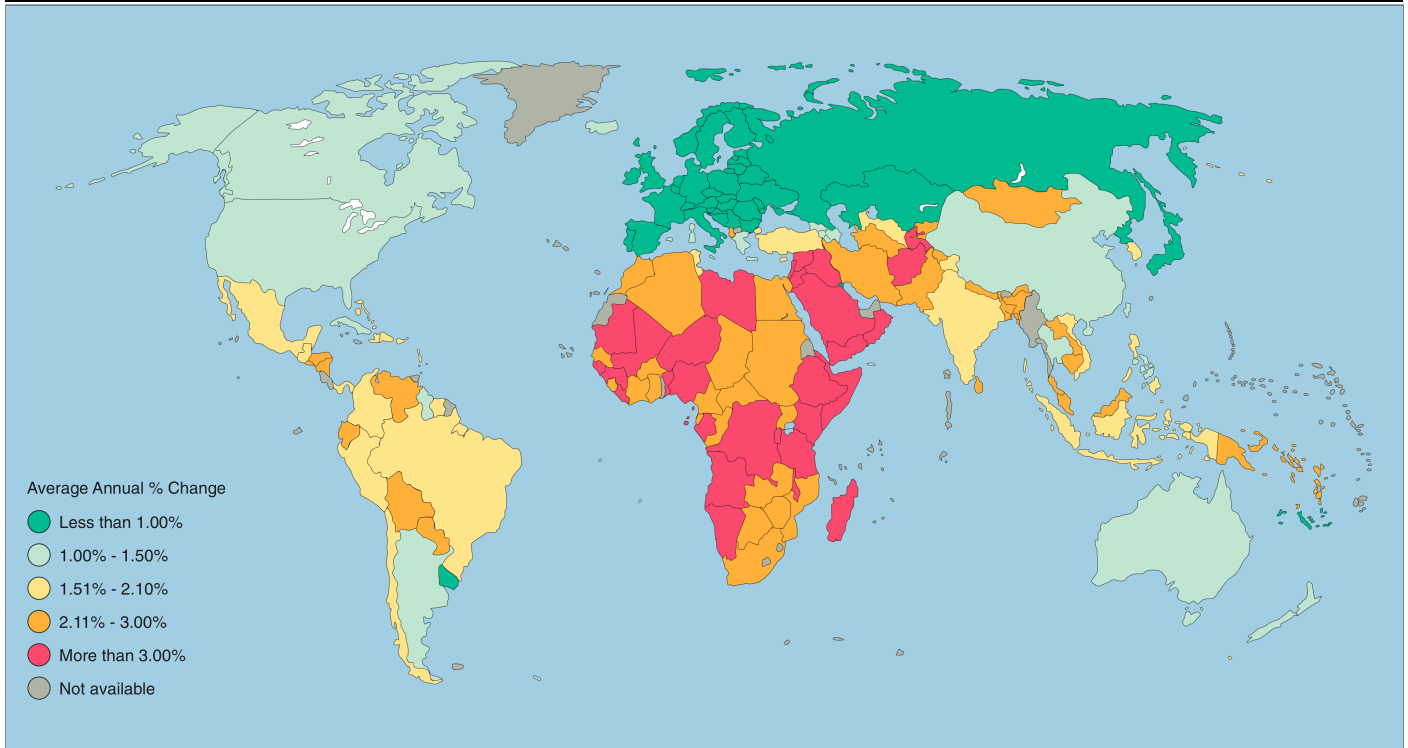 Average Annual % Change
Less than 1.00%
1.00% - 1.50%
1.51% - 2.10%
2.11% - 3.00%
More than 3.00%
Not available